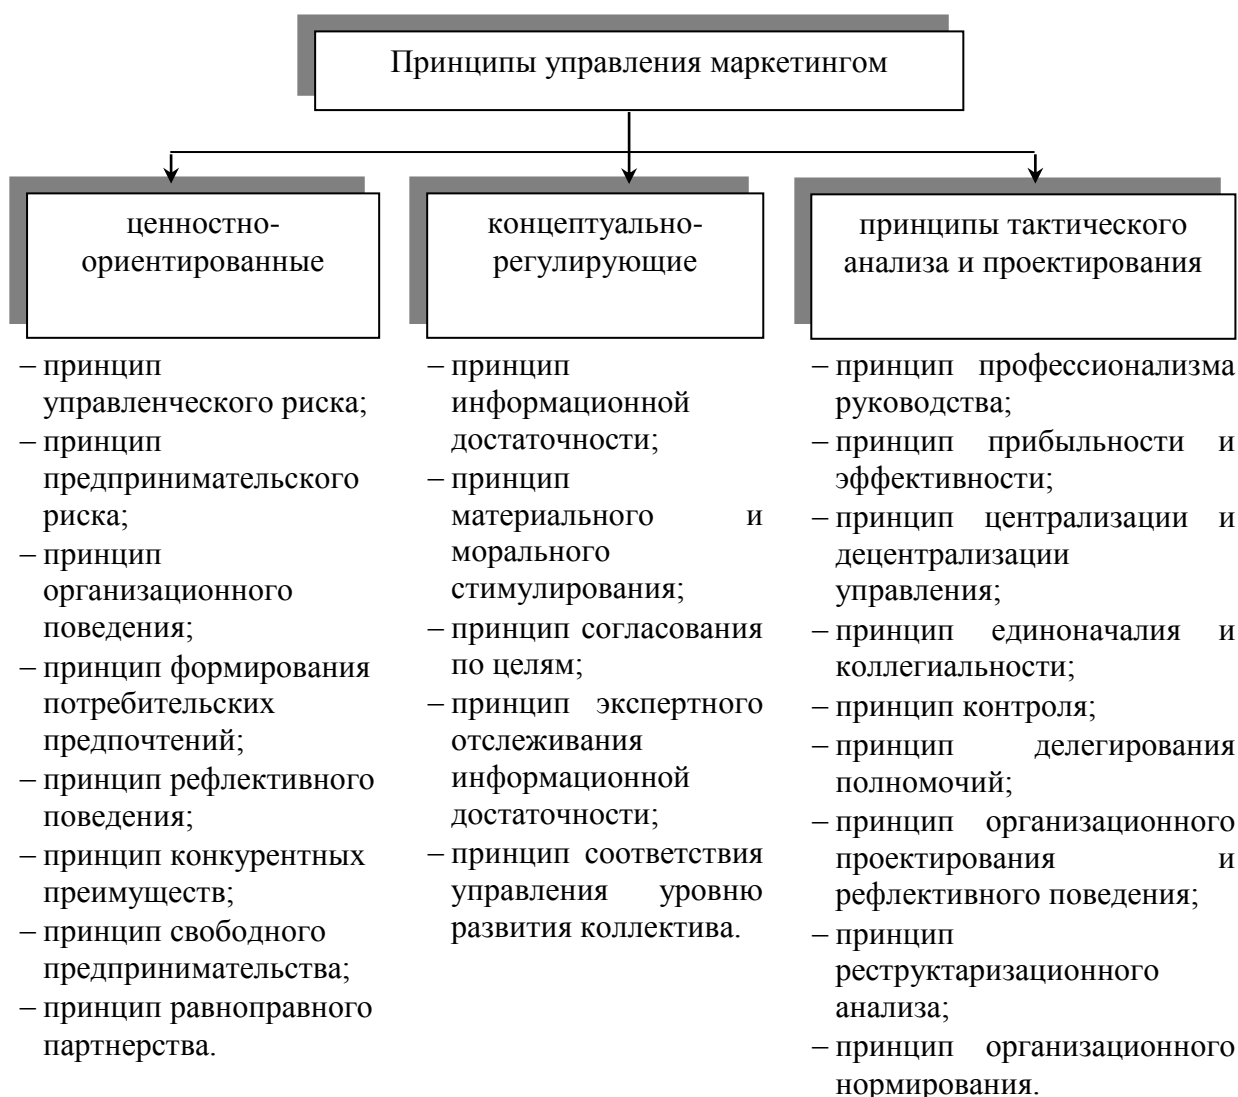 Принципы управления маркетингом
ценностно-
ориентированные
– принцип
управленческого риска;
– принцип
предпринимательского
риска;
– принцип
организационного
поведения;
– принцип формирования
потребительских
предпочтений;
– принцип рефлективного
поведения;
– принцип конкурентных
преимуществ;
– принцип свободного
предпринимательства;
– принцип равноправного
партнерства.
концептуально-
регулирующие
– принцип
информационной
достаточности;
– принцип
материального и
морального
стимулирования;
– принцип согласования
по целям;
– принцип экспертного
отслеживания
информационной
достаточности;
– принцип соответствия
управления уровню
развития коллектива.
принципы тактического
анализа и проектирования
– принцип профессионализма
руководства;
– принцип прибыльности и
эффективности;
– принцип централизации и
децентрализации
управления;
– принцип единоначалия и
коллегиальности;
– принцип контроля;
– принцип делегирования
полномочий;
– принцип организационного
проектирования и
рефлективного поведения;
– принцип
реструктаризационного
анализа;
– принцип организационного
нормирования.